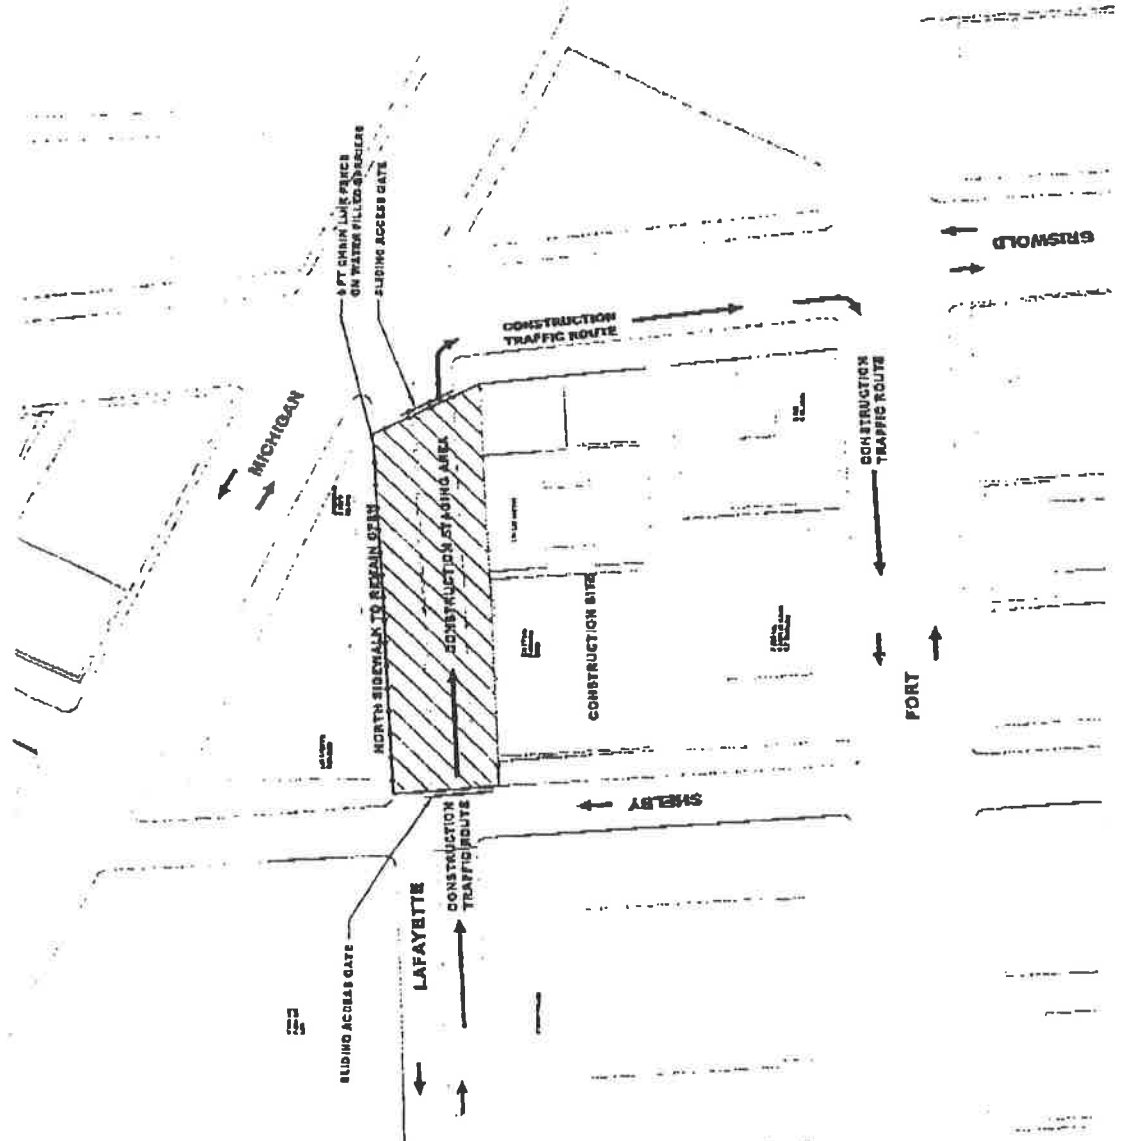 6 FT CHAIN LINK FENCE
ON WATER FILLED BARRIERS
SLIDING ACCESS GATE
GRISWOLD
CONSTRUCTION
TRAFFIC ROUTE
MICHIGAN
CONSTRUCTION
TRAFFIC ROUTE
NORTH SIDEWALK TO REMAIN OPEN
CONSTRUCTION STAGING AREA
CONSTRUCTION SITE
FORT
SHELBY
CONSTRUCTION
TRAFFIC ROUTE
LAFAYETTE
SLIDING ACCESS GATE